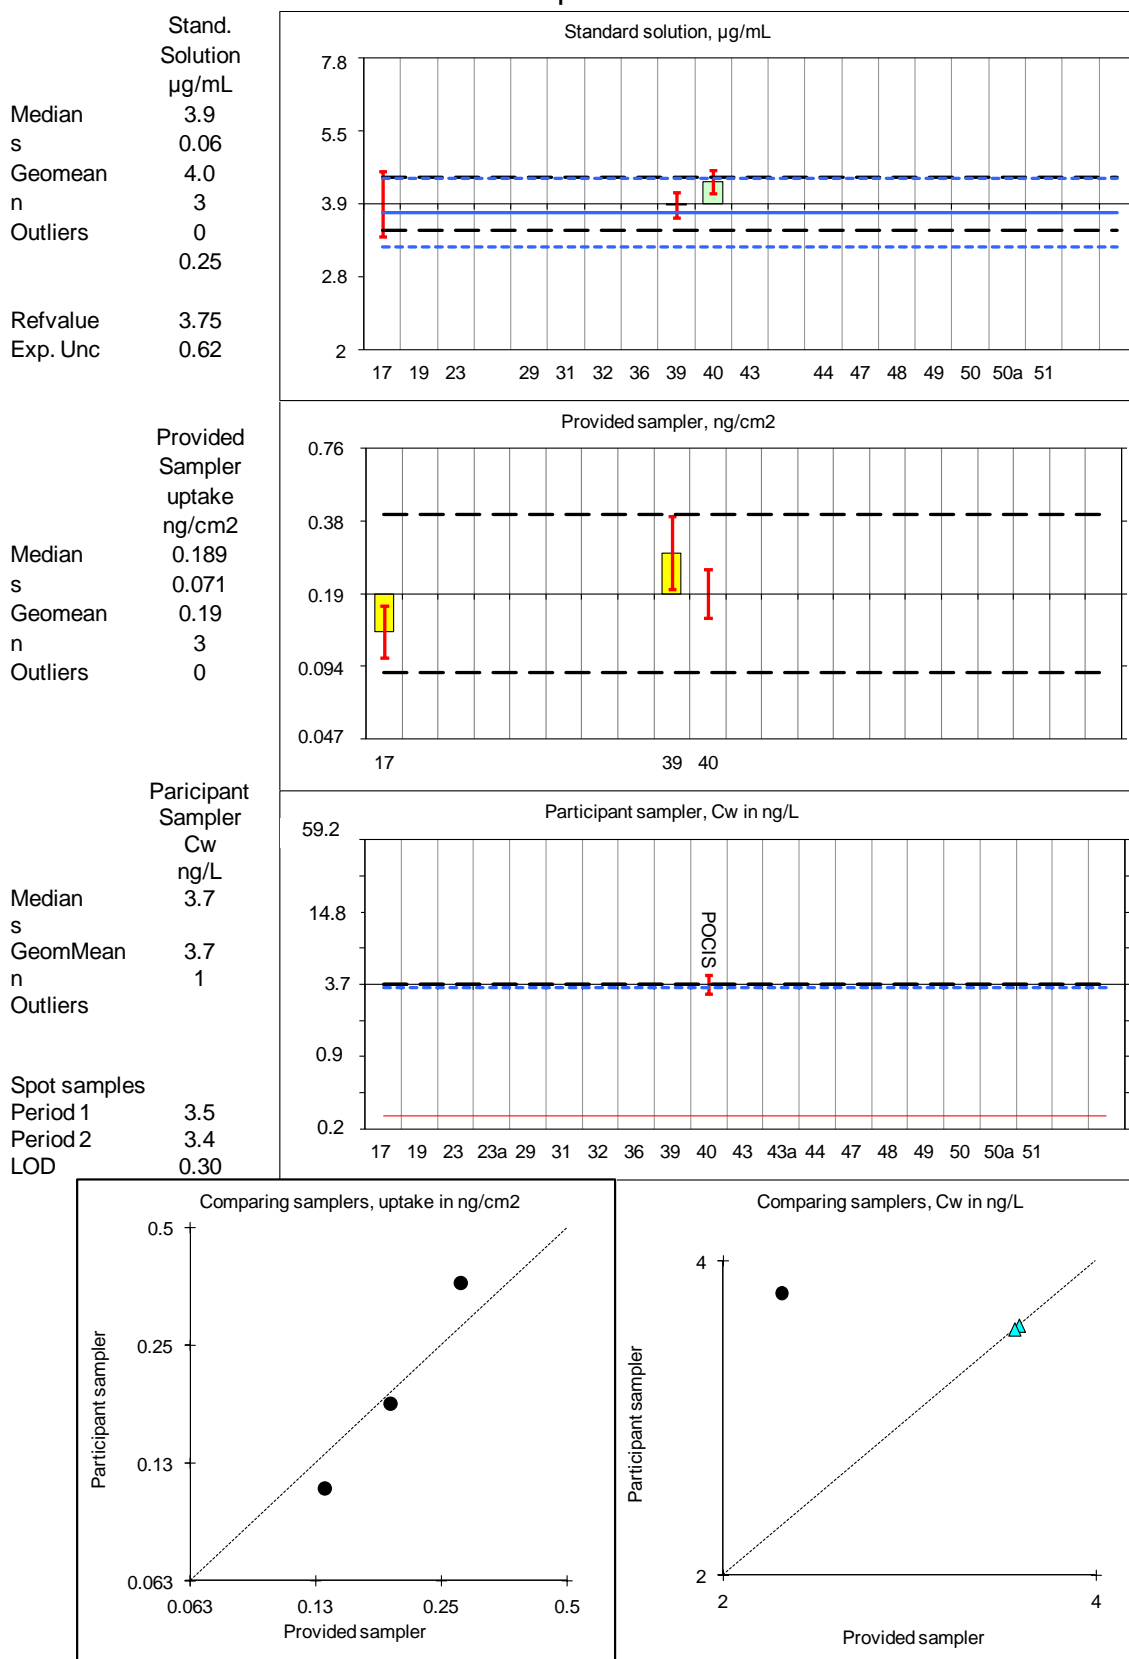 Stand.
Solution
µg/mL
Median 3.9
s 0.06
Geomean 4.0
n 3
Outliers 0
0.25
Refvalue 3.75
Exp. Unc 0.62
Standard solution, µg/mL
7.8
5.5
3.9
2.8
2
17 19 23 29 31 32 36 39 40 43 44 47 48 49 50 50a 51
Provided
Sampler
uptake
ng/cm2
Median 0.189
s 0.071
Geomean 0.19
n 3
Outliers 0
Provided sampler, ng/cm2
0.76
0.38
0.19
0.094
0.047
17 39 40
Paricipant
Sampler
Cw
ng/L
Median 3.7
s
GeomMean 3.7
n 1
Outliers
Spot samples
Period 1 3.5
Period 2 3.4
LOD 0.30
Participant sampler, Cw in ng/L
59.2
14.8
3.7
0.9
0.2
POCIS
17 19 23 23a 29 31 32 36 39 40 43 43a 44 47 48 49 50 50a 51
Comparing samplers, uptake in ng/cm2
0.5
0.25
0.13
0.063
Participant sampler
0.063 0.13 0.25 0.5
Provided sampler
Comparing samplers, Cw in ng/L
4
2
Participant sampler
2 4
Provided sampler